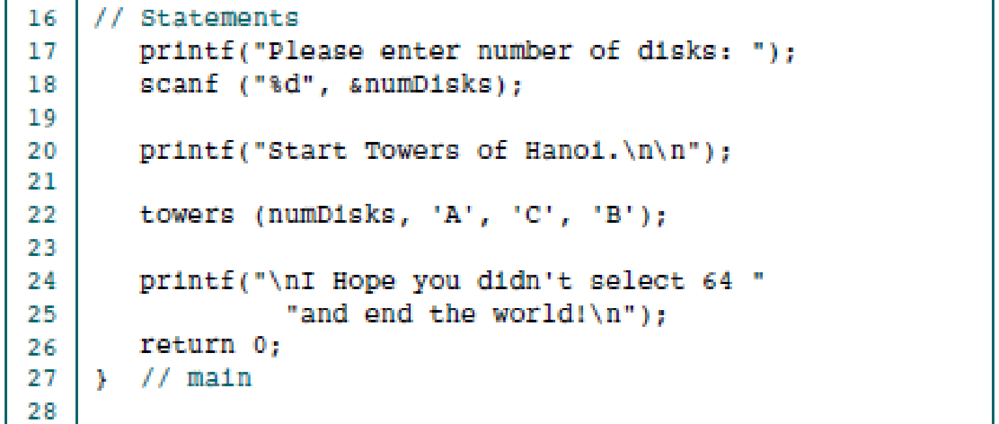 16 // Statements
17 printf("Please enter number of disks: ");
18 scanf ("%d", &numDisks);
19
20 printf("Start Towers of Hanoi.\n\n");
21
22 towers (numDisks, 'A', 'C', 'B');
23
24 printf("\nI Hope you didn't select 64 "
25 "and end the world!\n");
26 return 0;
27 } // main
28